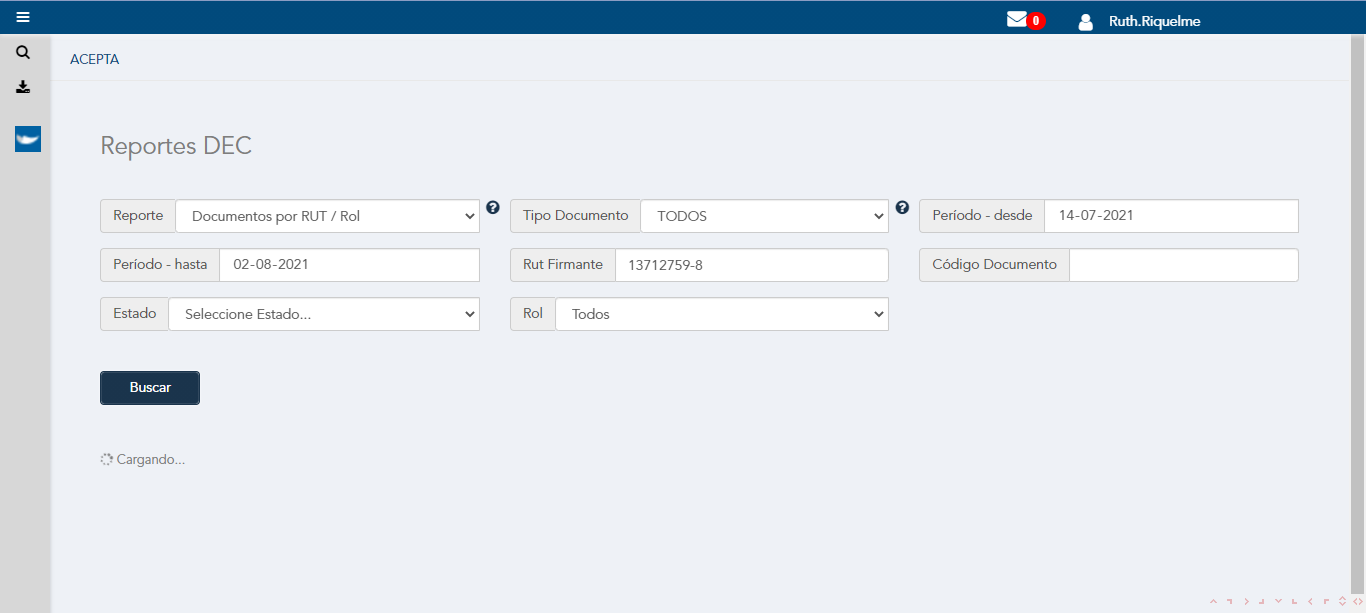 0 Ruth.Riquelme
ACEPTA
Reportes DEC
Reporte Documentos por RUT / Rol ? Tipo Documento TODOS ? Período - desde 14-07-2021
Período - hasta 02-08-2021 Rut Firmante 13712759-8 Código Documento
Estado Seleccione Estado... Rol Todos
Buscar
Cargando...